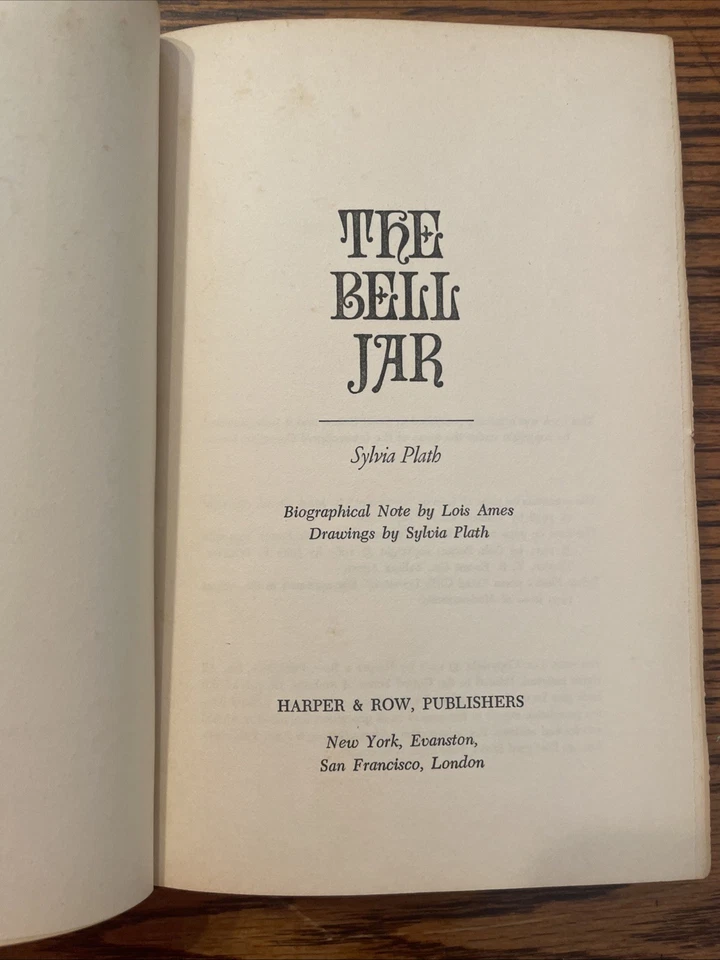 THE
BELL
JAR
Sylvia Plath
Biographical Note by Lois Ames
Drawings by Sylvia Plath
HARPER & ROW, PUBLISHERS
New York, Evanston,
San Francisco, London